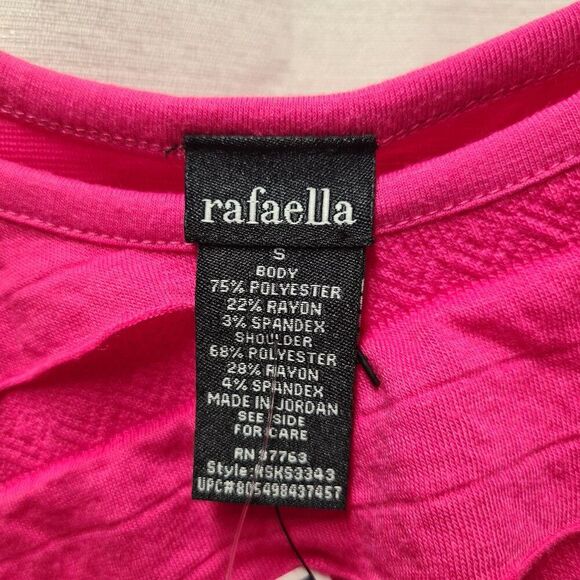 rafaella
S
BODY
75% POLYESTER
22% RAYON
3% SPANDEX
SHOULDER
68% POLYESTER
28% RAYON
4% SPANDEX
MADE IN JORDAN
SEE SIDE
FOR CARE
RN 97763
Style:RSKS3343
UPC#805498437457